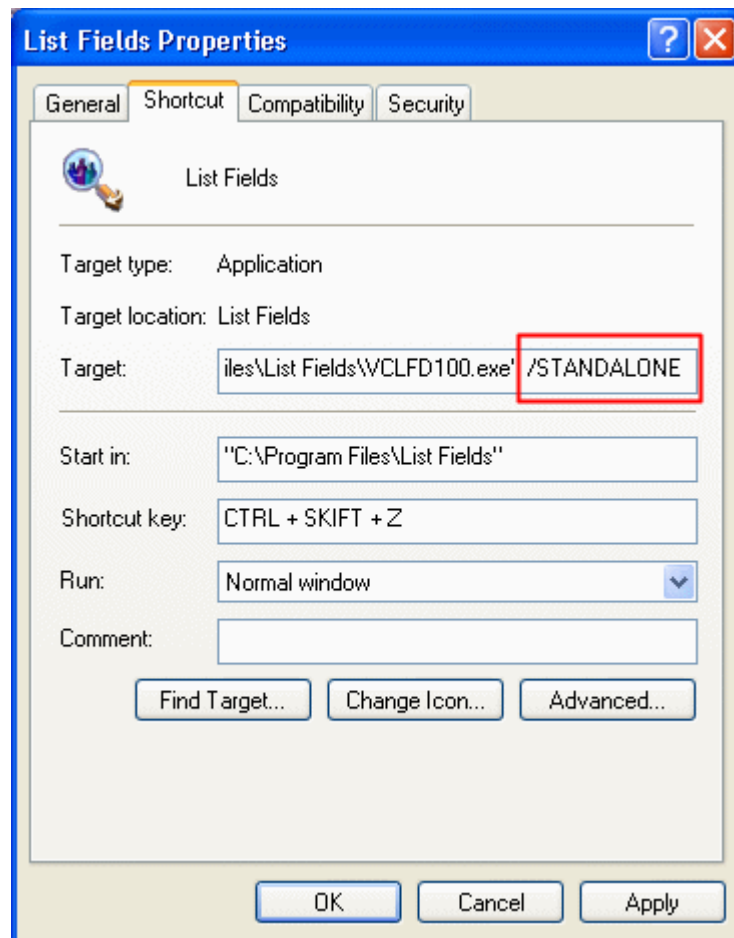 List Fields Properties
General Shortcut Compatibility Security
List Fields
Target type: Application
Target location: List Fields
Target: iles\List Fields\VCLFD100.exe" /STANDALONE
Start in: "C:\Program Files\List Fields"
Shortcut key: CTRL + SKIFT + Z
Run: Normal window
Comment:
Find Target... Change Icon... Advanced...
OK Cancel Apply